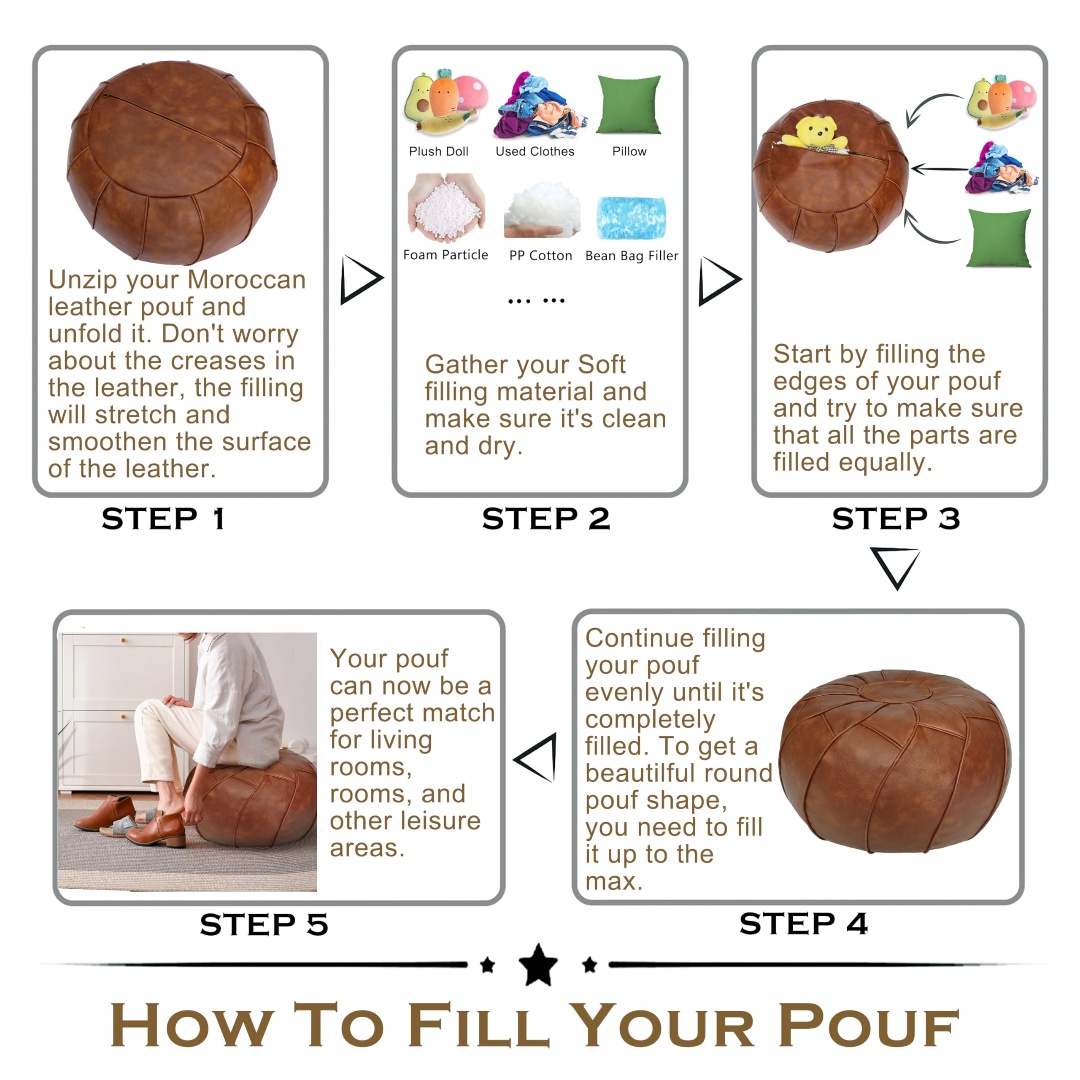 Unzip your Moroccan
leather pouf and
unfold it. Don't worry
about the creases in
the leather, the filling
will stretch and
smoothen the surface
of the leather.
STEP 1
Plush Doll Used Clothes Pillow
Foam Particle PP Cotton Bean Bag Filler
... ...
Gather your Soft
filling material and
make sure it's clean
and dry.
STEP 2
Start by filling the
edges of your pouf
and try to make sure
that all the parts are
filled equally.
STEP 3
Continue filling
your pouf
evenly until it's
completely
filled. To get a
beautilful round
pouf shape,
you need to fill
it up to the
max.
STEP 4
Your pouf
can now be a
perfect match
for living
rooms,
rooms, and
other leisure
areas.
STEP 5
How To Fill Your Pouf